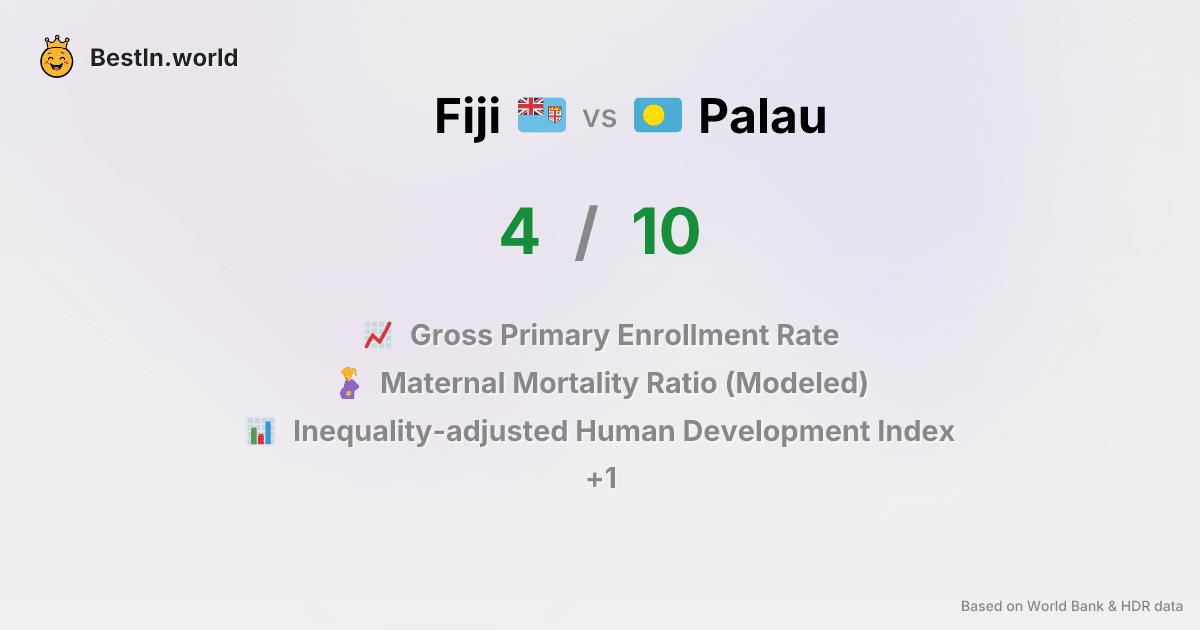 BestIn.world
Fiji vs Palau
4 / 10
Gross Primary Enrollment Rate
Maternal Mortality Ratio (Modeled)
Inequality-adjusted Human Development Index
+1
Based on World Bank & HDR data